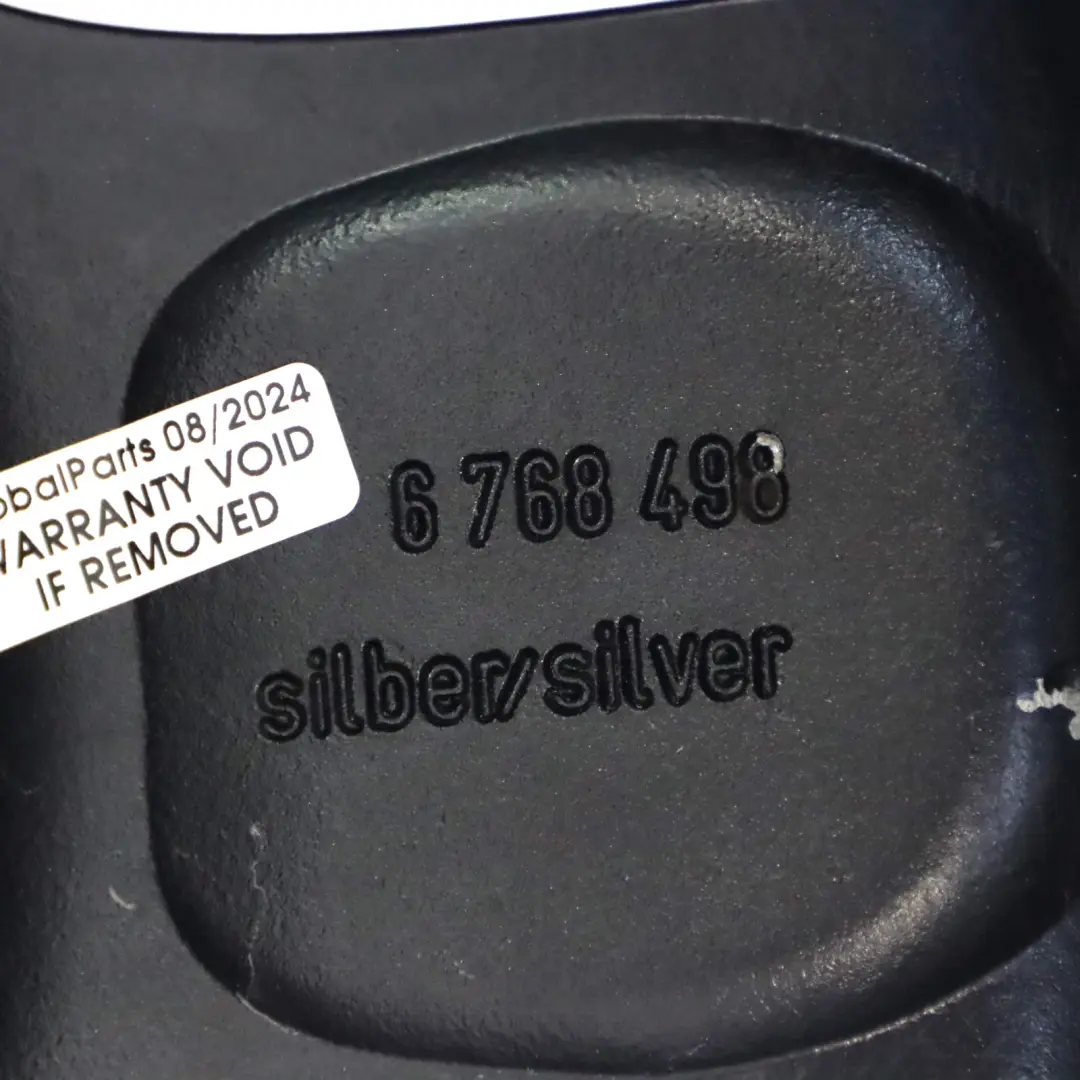 obalParts 08/2024
WARRANTY VOID
IF REMOVED
6 768 498
silber/silver